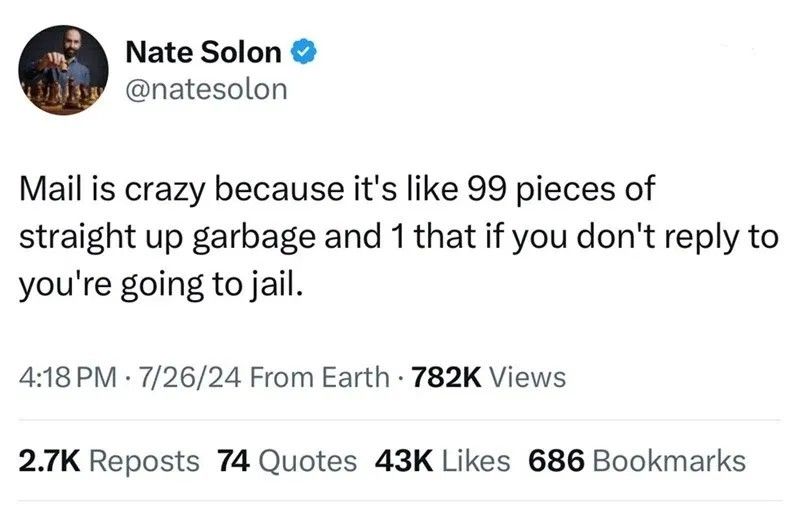 Nate Solon
@natesolon
Mail is crazy because it's like 99 pieces of
straight up garbage and 1 that if you don't reply to
you're going to jail.
4:18 PM · 7/26/24 From Earth · 782K Views
2.7K Reposts 74 Quotes 43K Likes 686 Bookmarks